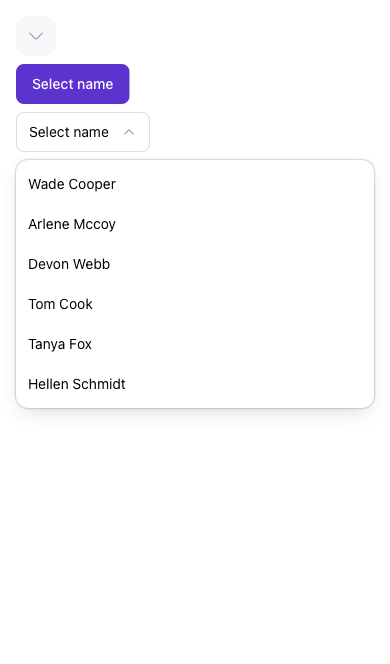 Select name
Select name
Wade Cooper
Arlene Mccoy
Devon Webb
Tom Cook
Tanya Fox
Hellen Schmidt